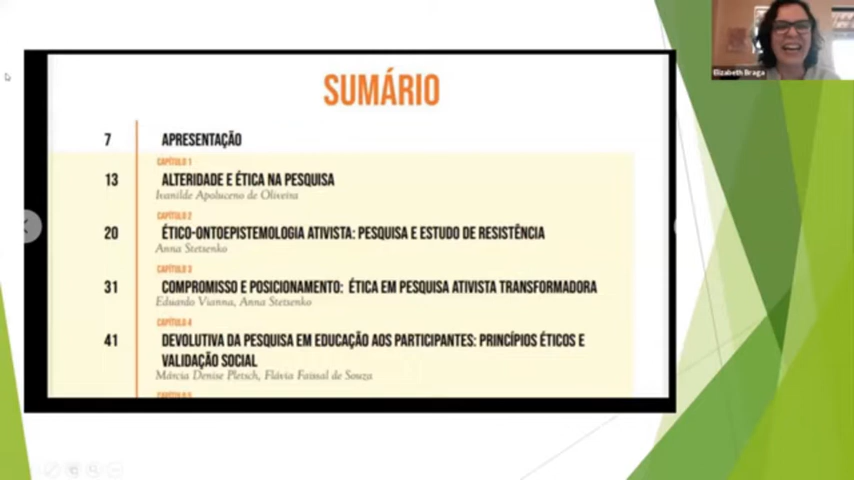 Elizabeth Braga
SUMÁRIO
7 APRESENTAÇÃO
CAPÍTULO 1
13 ALTERIDADE E ÉTICA NA PESQUISA
Ivanilde Apoluceno de Oliveira
CAPÍTULO 2
20 ÉTICO-ONTOEPISTEMOLOGIA ATIVISTA: PESQUISA E ESTUDO DE RESISTÊNCIA
Anna Stetsenko
CAPÍTULO 3
31 COMPROMISSO E POSICIONAMENTO: ÉTICA EM PESQUISA ATIVISTA TRANSFORMADORA
Eduardo Vianna, Anna Stetsenko
CAPÍTULO 4
41 DEVOLUTIVA DA PESQUISA EM EDUCAÇÃO AOS PARTICIPANTES: PRINCÍPIOS ÉTICOS E
VALIDAÇÃO SOCIAL
Márcia Denise Pletsch, Flávia Faissal de Souza
CAPÍTULO 5